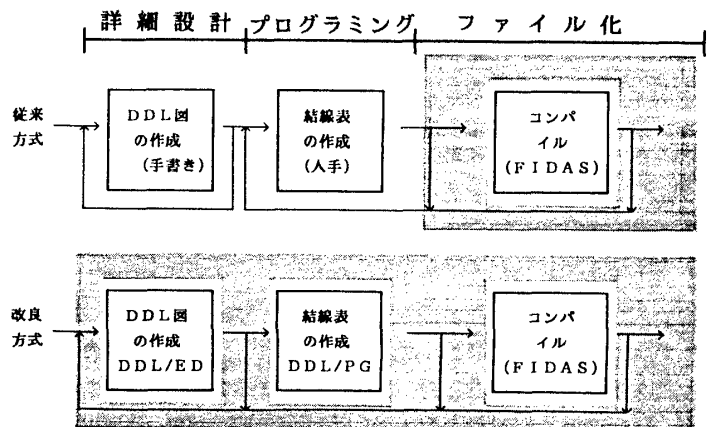 詳細設計 プログラミング ファイル化
従来
方式
DDL図
の作成
(手書き)
結線表
の作成
(人手)
コンパ
イル
(FIDAS)
改良
方式
DDL図
の作成
DDL/ED
結線表
の作成
DDL/PG
コンパ
イル
(FIDAS)